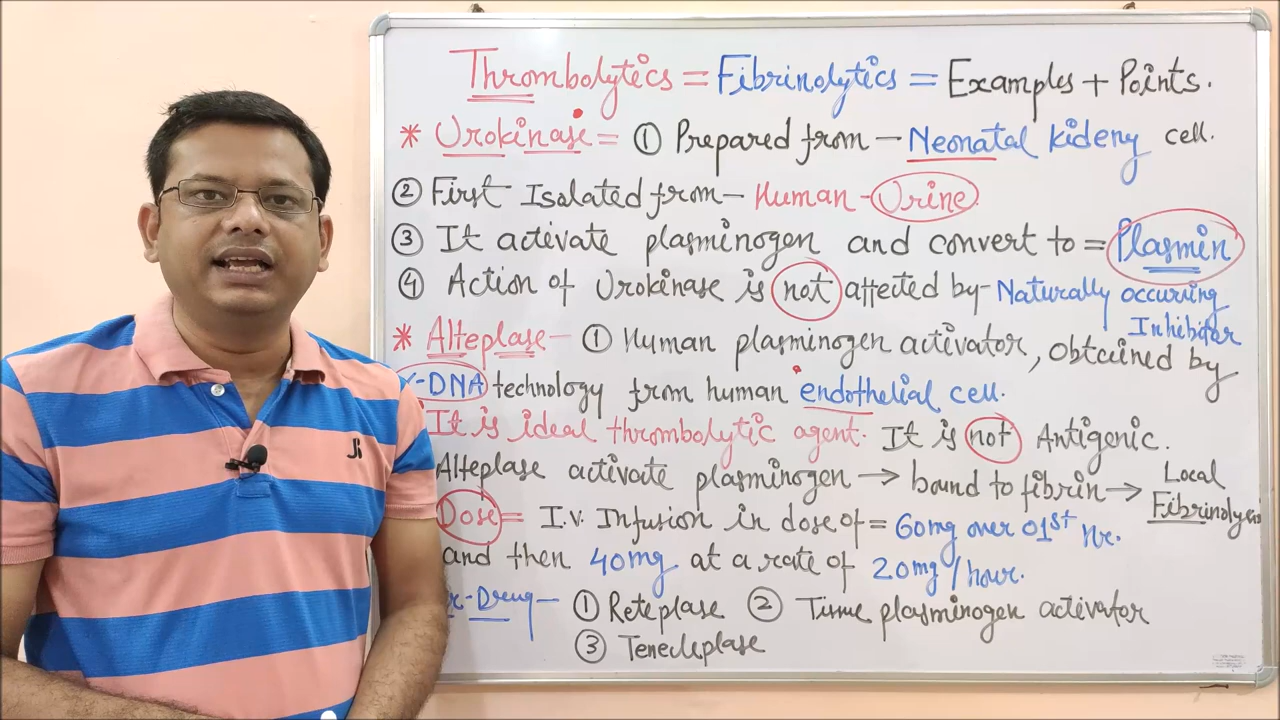 Thrombolytics = Fibrinolytics = Examples + Points.
* Urokinase = ① Prepared from – Neonatal kideny cell.
② First Isolated from – Human - Urine
③ It activate plasminogen and convert to = Plasmin
④ Action of Urokinase is not affected by - Naturally occuring
Inhibitor
* Alteplase – ① Human plasminogen activator, obtained by
r-DNA technology from human endothelial cell.
It is ideal thrombolytic agent. It is not Antigenic.
Alteplase activate plasminogen → bound to fibrin → Local
Fibrinolysis
Dose = I.v. Infusion in dose of = 60mg over 01st Hr.
and then 40mg at a rate of 20mg/hour.
-Drug – ① Reteplase ② Tissue plasminogen activator
③ Tenecteplase
Ji